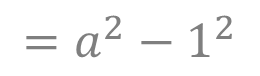 = a² − 1²